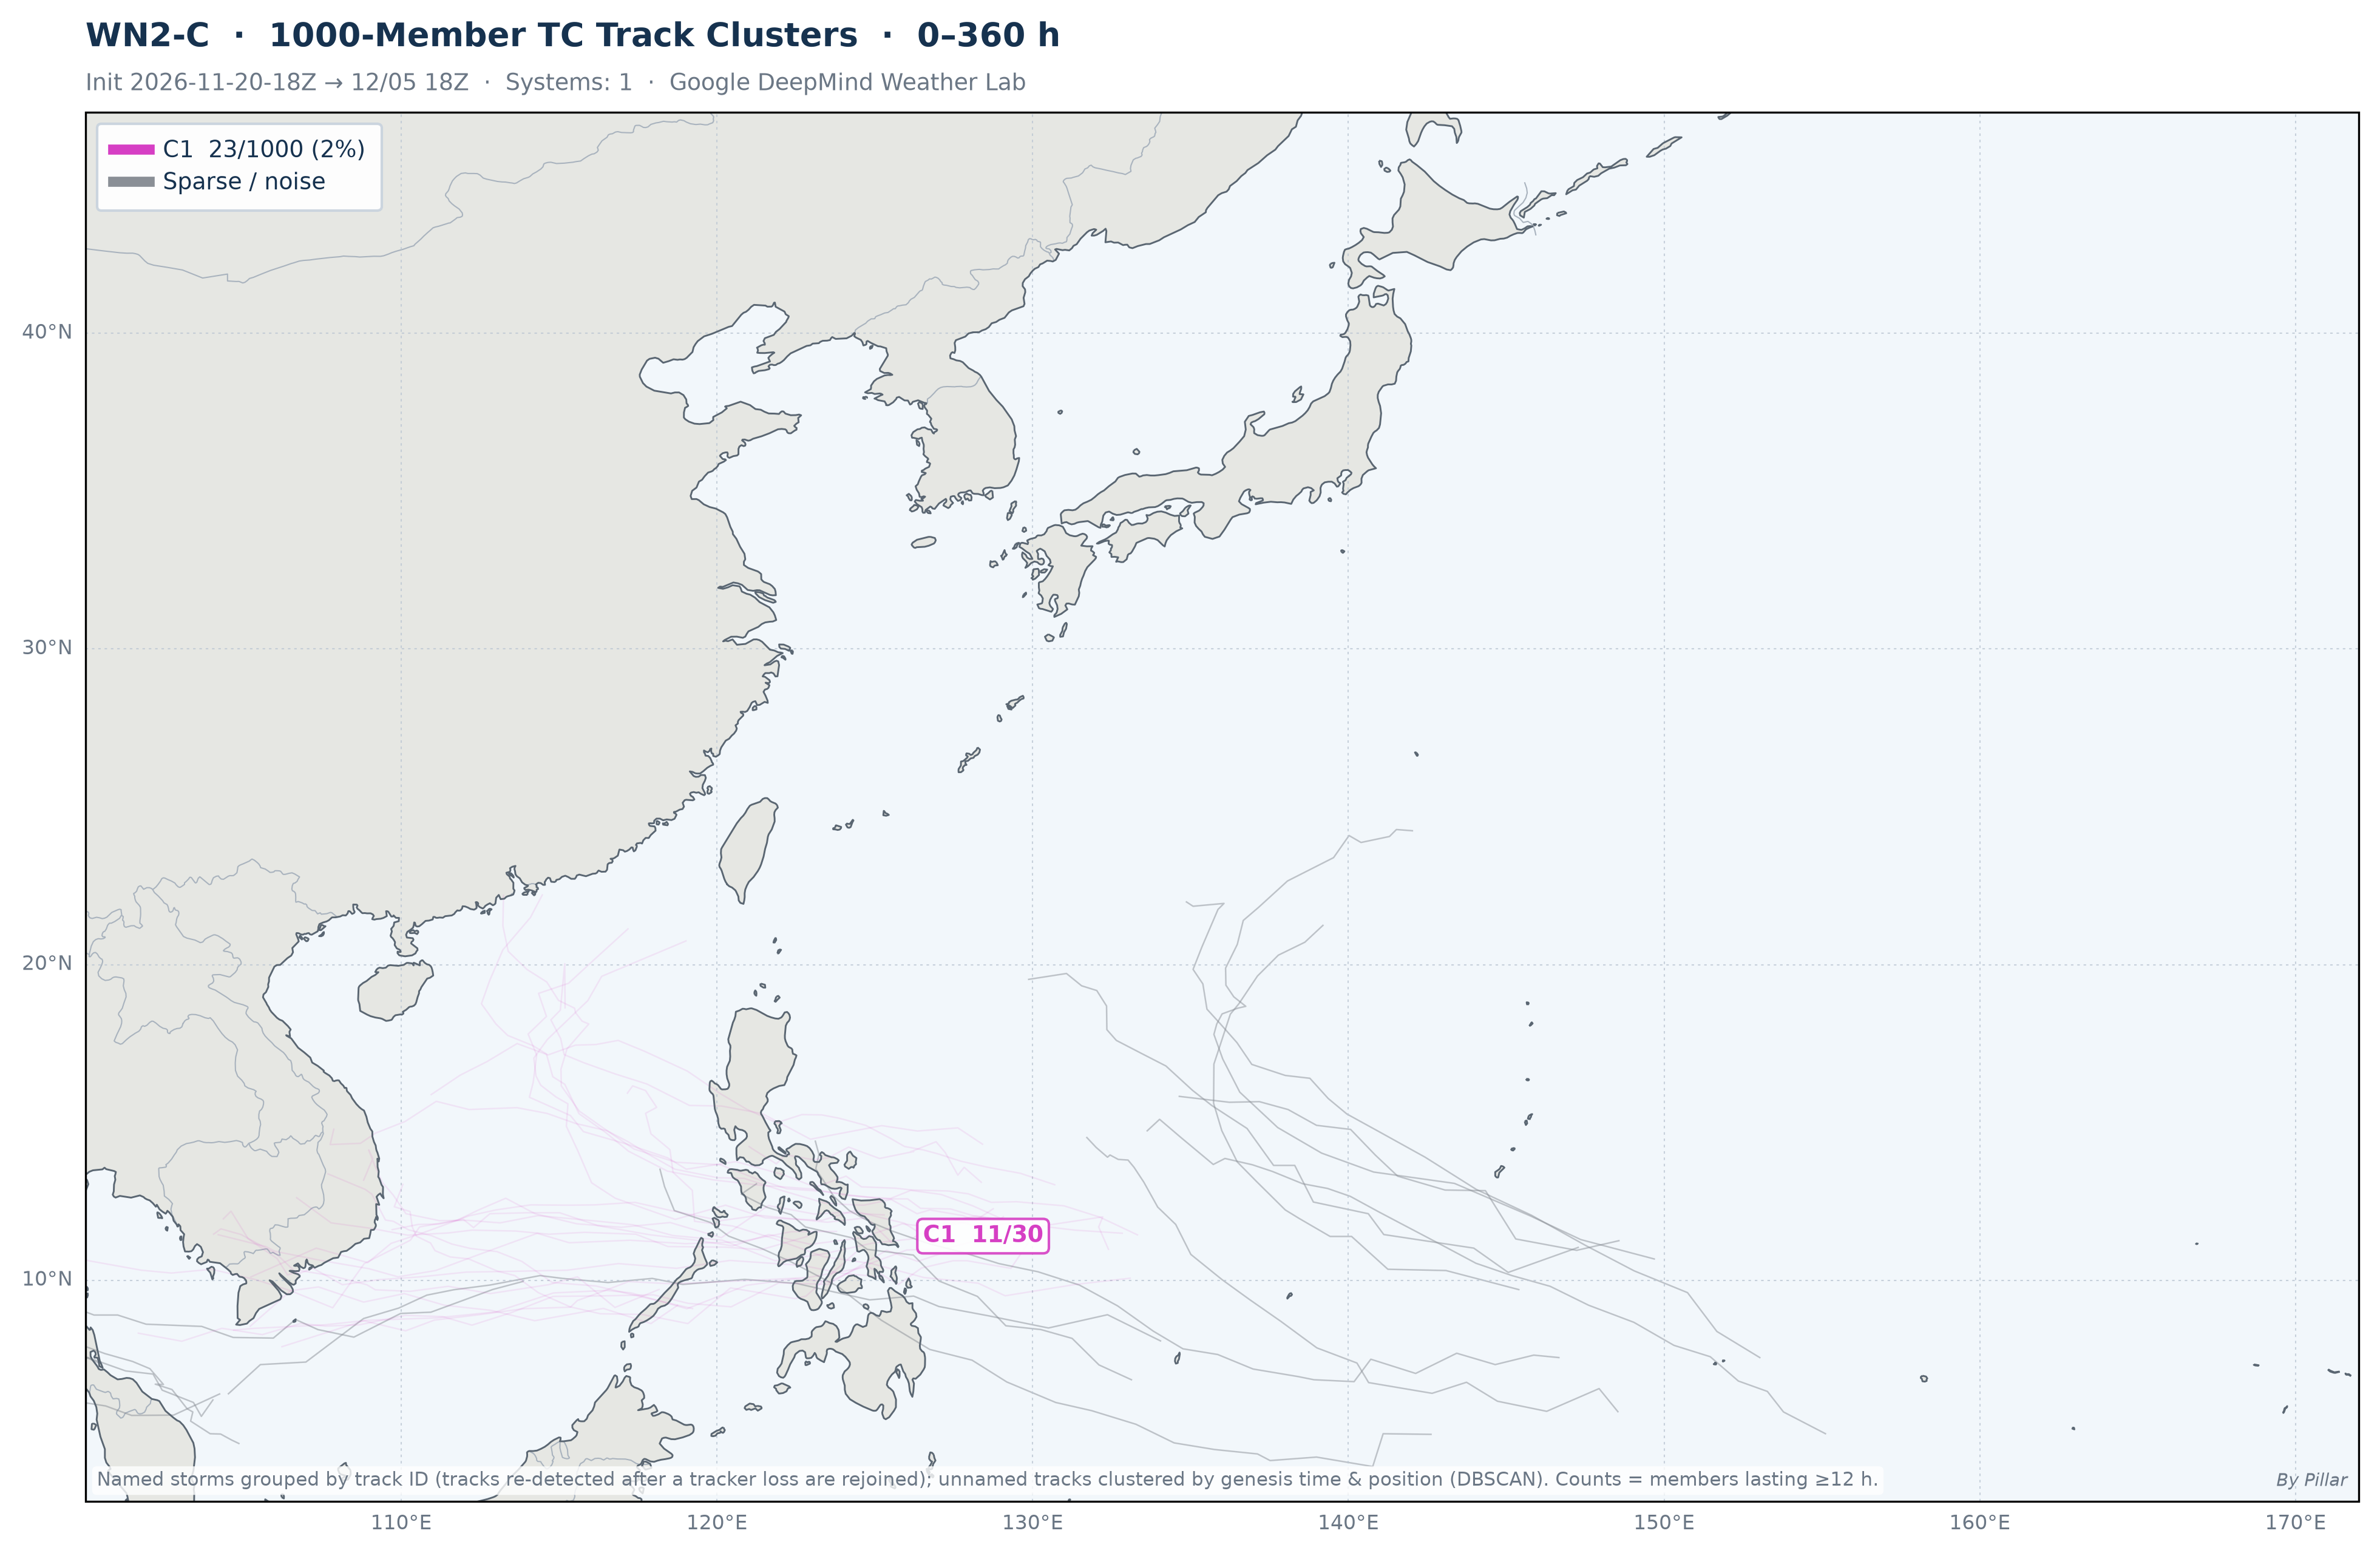 WN2-C · 1000-Member TC Track Clusters · 0–360 h
Init 2026-11-20-18Z → 12/05 18Z · Systems: 1 · Google DeepMind Weather Lab
C1 23/1000 (2%)
Sparse / noise
40°N
30°N
20°N
10°N
C1 11/30
Named storms grouped by track ID (tracks re-detected after a tracker loss are rejoined); unnamed tracks clustered by genesis time & position (DBSCAN). Counts = members lasting ≥12 h.
By Pillar
110°E
120°E
130°E
140°E
150°E
160°E
170°E